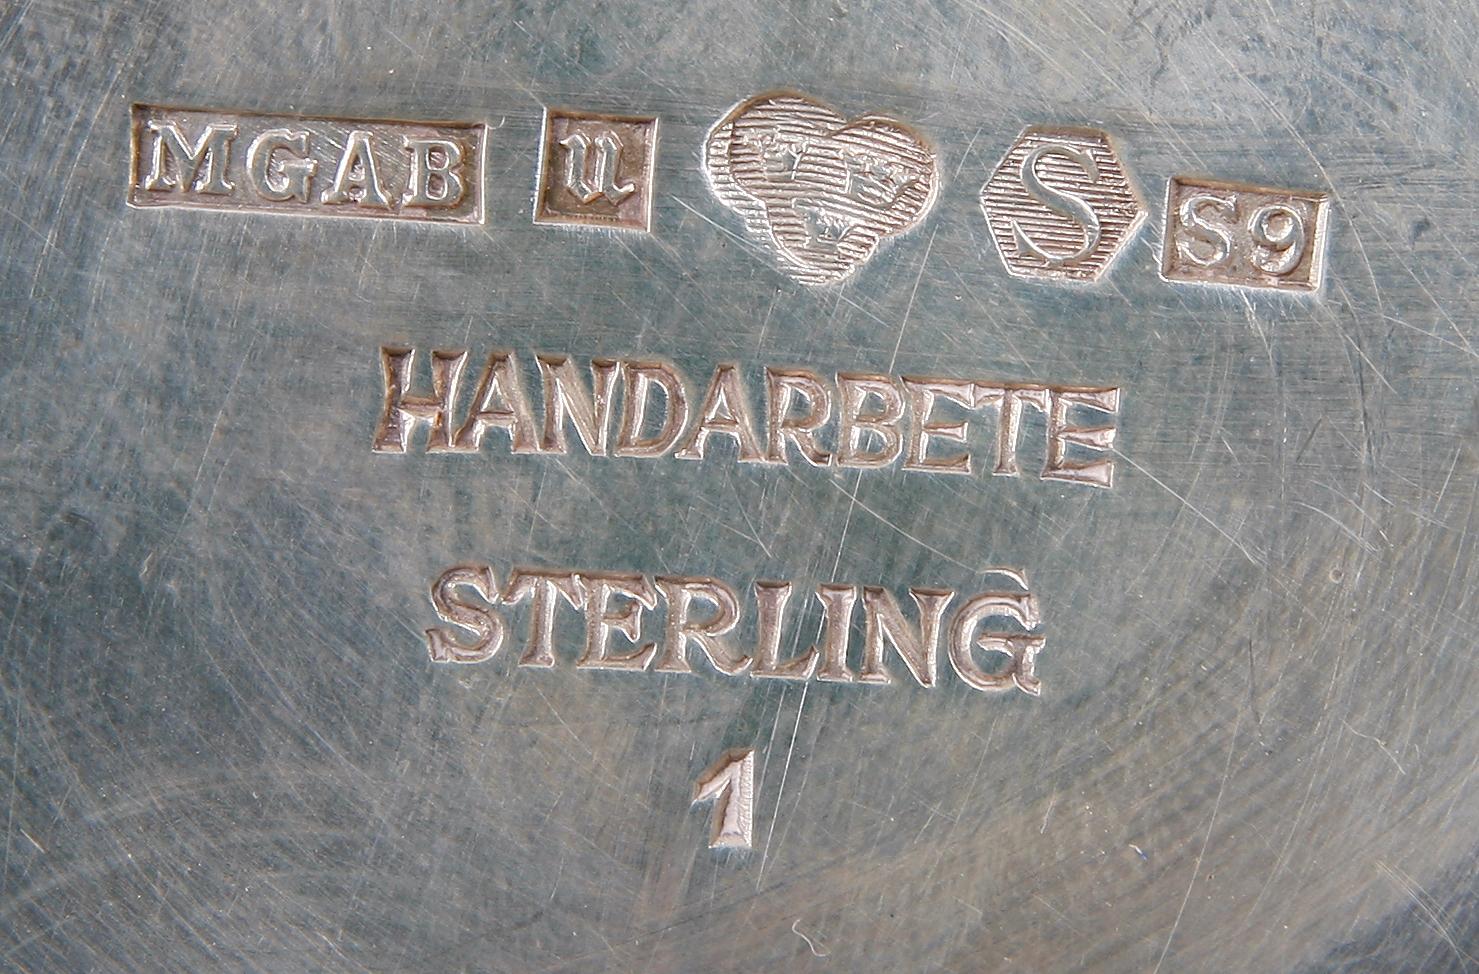 MGAB u S S9
HANDARBETE
STERLING
1